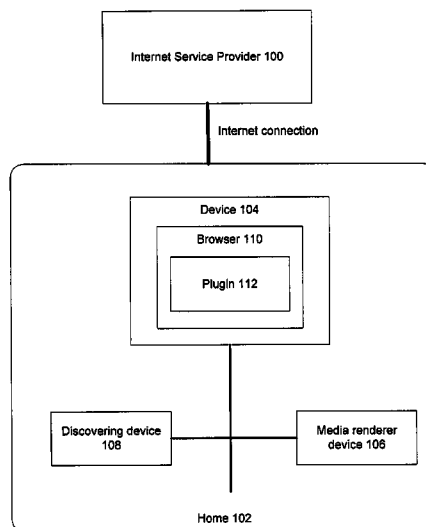 Internet Service Provider 100
Internet connection
Device 104
Browser 110
Plugin 112
Discovering device
108
Media renderer
device 106
Home 102